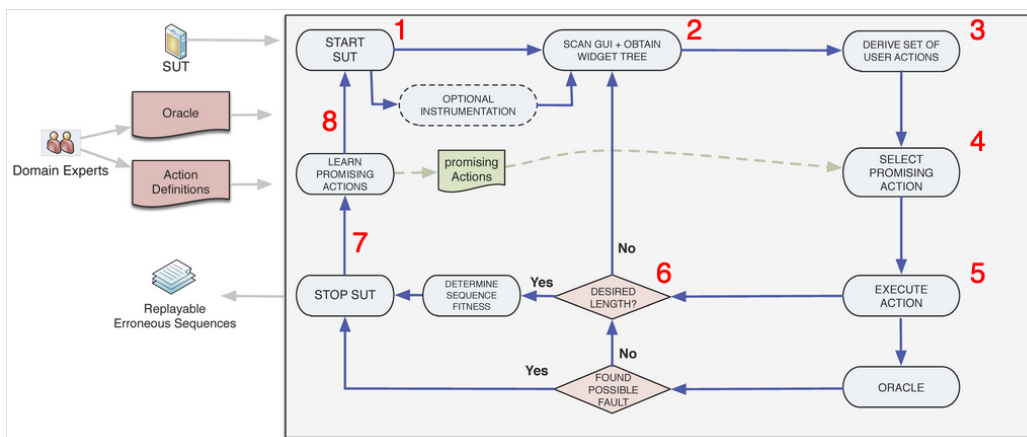 1
2
3
START
SUT
SCAN GUI + OBTAIN
WIDGET TREE
DERIVE SET OF
USER ACTIONS
SUT
OPTIONAL
INSTRUMENTATION
Oracle
8
4
Domain Experts
LEARN
PROMISING
ACTIONS
promising
Actions
SELECT
PROMISING
ACTION
Action
Definitions
7
No
6
5
STOP SUT
DETERMINE
SEQUENCE
FITNESS
Yes
DESIRED
LENGTH?
EXECUTE
ACTION
Replayable
Erroneous Sequences
No
Yes
FOUND
POSSIBLE
FAULT
ORACLE